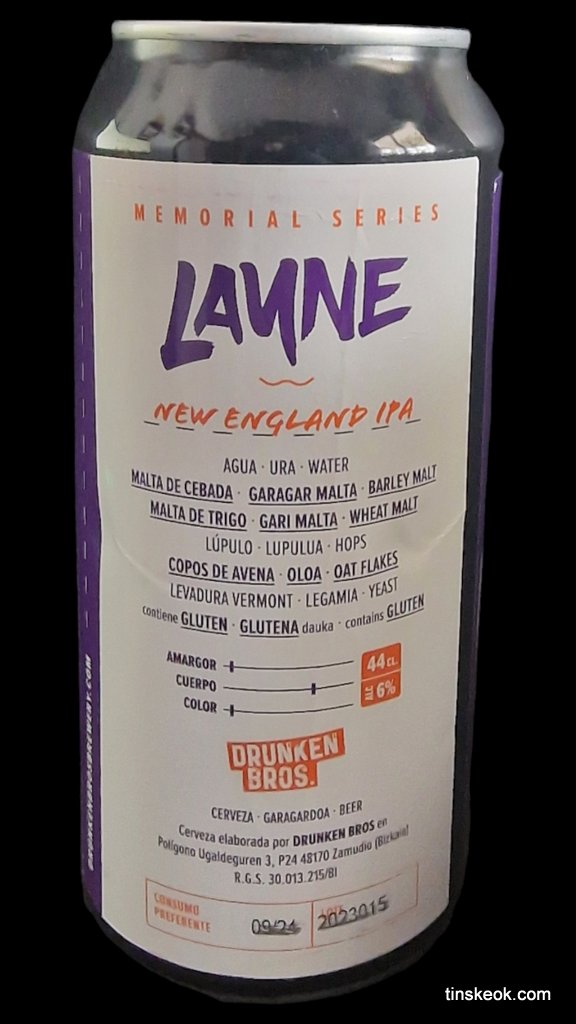 MEMORIAL SERIES
LAYNE
NEW ENGLAND IPA
AGUA · URA · WATER
MALTA DE CEBADA · GARAGAR MALTA · BARLEY MALT
MALTA DE TRIGO · GARI MALTA · WHEAT MALT
LÚPULO · LUPULUA · HOPS
COPOS DE AVENA · OLOA · OAT FLAKES
LEVADURA VERMONT · LEGAMIA · YEAST
contiene GLUTEN · GLUTENA dauka · contains GLUTEN
AMARGOR
CUERPO
COLOR
44 CL.
ALC 6%
DRUNKEN
BROS.
CERVEZA · GARAGARDOA · BEER
Cerveza elaborada por DRUNKEN BROS en
Polígono Ugaldeguren 3, P24 48170 Zamudio (Bizkaia)
R.G.S. 30.013.215/BI
CONSUMO
PREFERENTE
09/24
LOTE
2023015
DRUNKENBROSBREWERY.COM
tinskeok.com